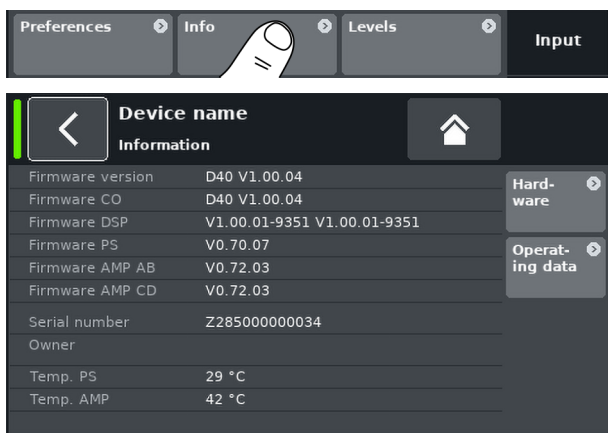 Preferences Info Levels Input
Device name
Information
Firmware version D40 V1.00.04
Firmware CO D40 V1.00.04
Firmware DSP V1.00.01-9351 V1.00.01-9351
Firmware PS V0.70.07
Firmware AMP AB V0.72.03
Firmware AMP CD V0.72.03
Serial number Z285000000034
Owner
Temp. PS 29 °C
Temp. AMP 42 °C
Hard-
ware
Operat-
ing data